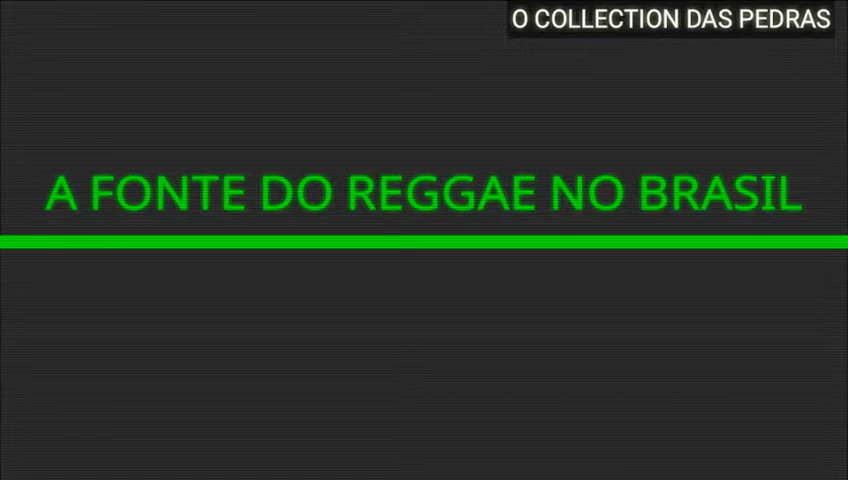 O COLLECTION DAS PEDRAS
A FONTE DO REGGAE NO BRASIL